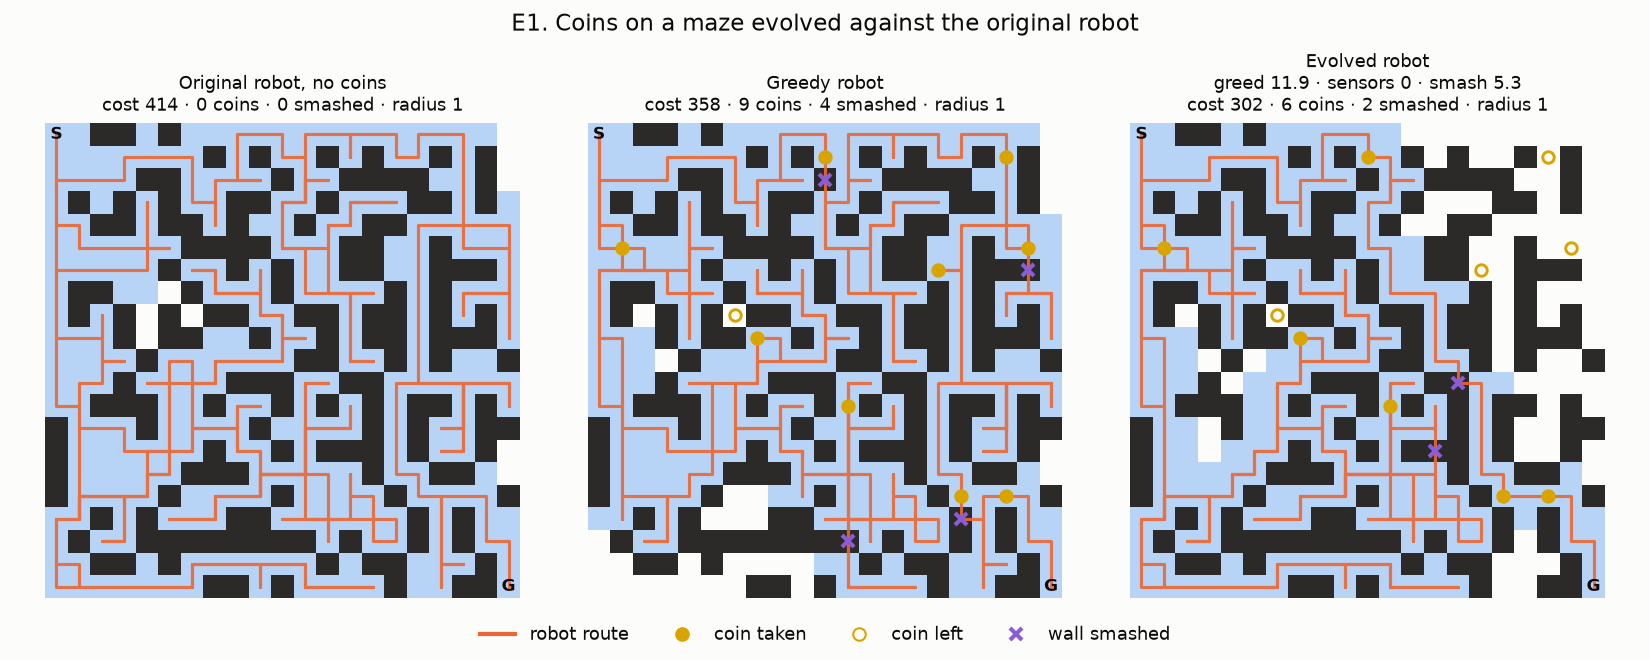 E1. Coins on a maze evolved against the original robot
Original robot, no coins
cost 414 · 0 coins · 0 smashed · radius 1
Greedy robot
cost 358 · 9 coins · 4 smashed · radius 1
Evolved robot
greed 11.9 · sensors 0 · smash 5.3
cost 302 · 6 coins · 2 smashed · radius 1
S
G
S
G
S
G
robot route
coin taken
coin left
wall smashed